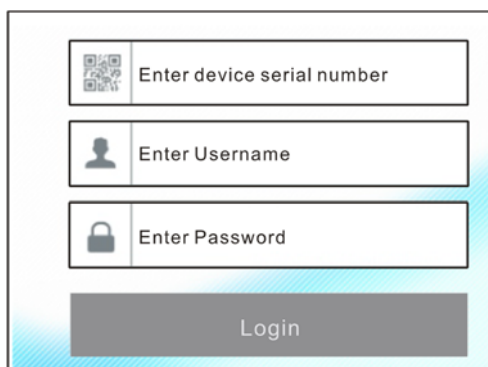 Enter device serial number
Enter Username
Enter Password
Login